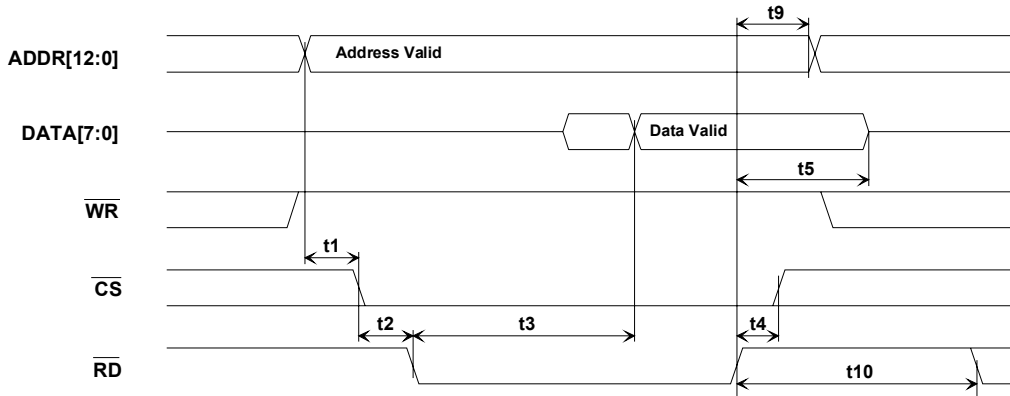 t9
ADDR[12:0] Address Valid
DATA[7:0] Data Valid
t5
WR
t1
CS
t2 t3 t4
RD
t10